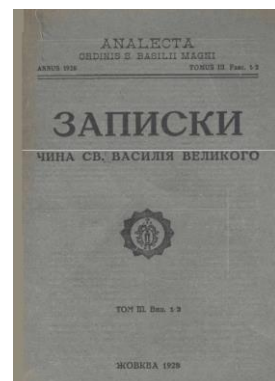 ANALECTA
ORDINIS S. BASILII MAGNI
ANNUS 1928 TOMUS III. Fasc. 1-2
ЗАПИСКИ
ЧИНА СВ. ВАСИЛІЯ ВЕЛИКОГО
ТОМ III. Вип. 1-2
ЖОВКВА 1928